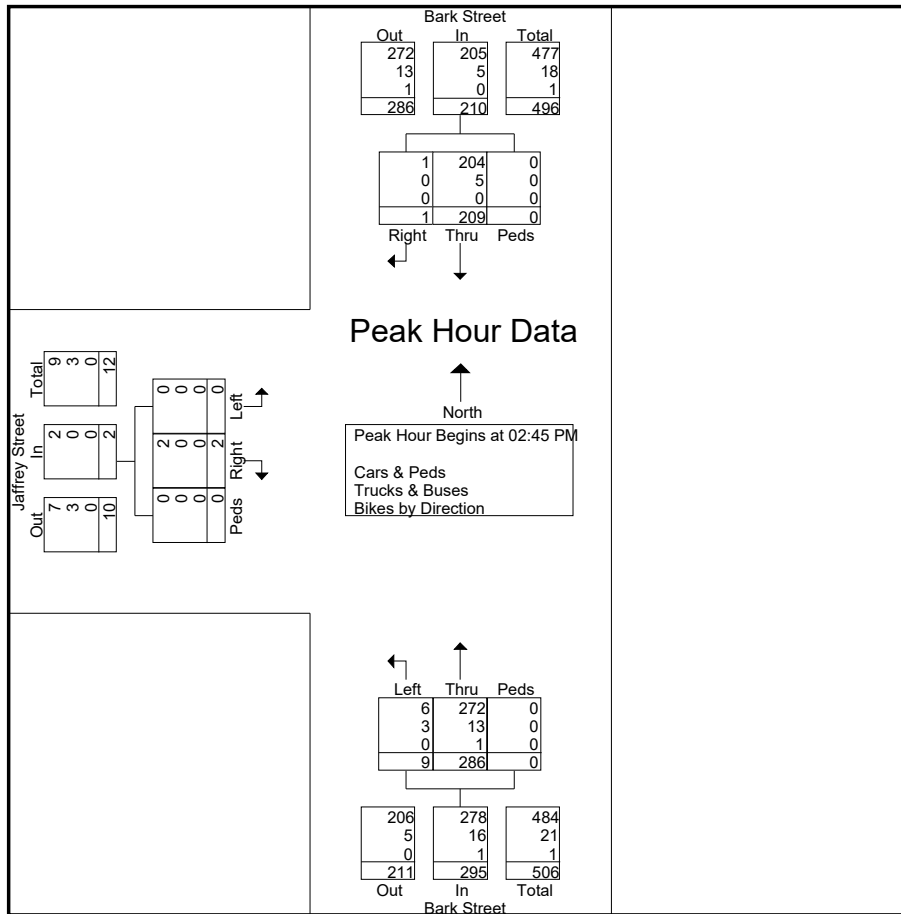 Bark Street
Out In Total
272 205 477
13 5 18
1 0 1
286 210 496
1 204 0
0 5 0
0 0 0
1 209 0
Right Thru Peds
Peak Hour Data
North
Peak Hour Begins at 02:45 PM
Cars & Peds
Trucks & Buses
Bikes by Direction
Jaffrey Street
Out In Total
7 2 9
3 0 3
0 0 0
10 2 12
0 2 0
0 0 0
0 0 0
0 2 0
Peds Right Left
Left Thru Peds
6 272 0
3 13 0
0 1 0
9 286 0
206 278 484
5 16 21
0 1 1
211 295 506
Out In Total
Bark Street